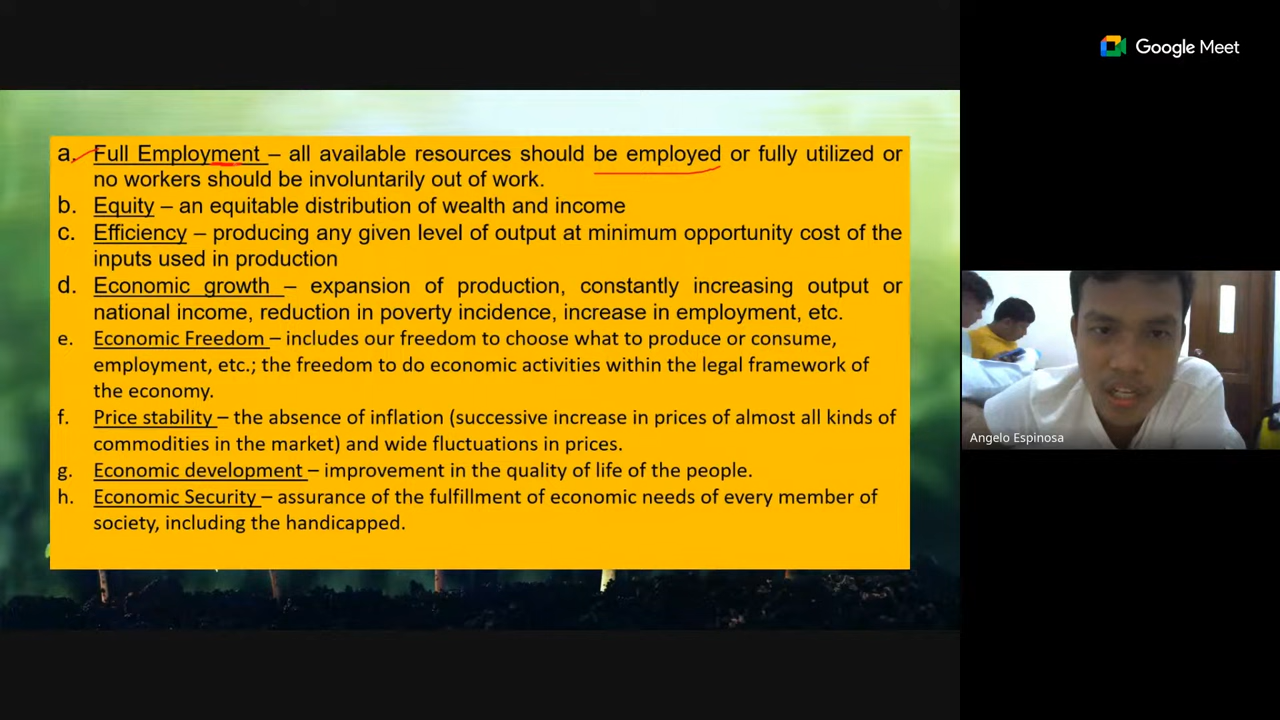 Google Meet
a. Full Employment – all available resources should be employed or fully utilized or
no workers should be involuntarily out of work.
b. Equity – an equitable distribution of wealth and income
c. Efficiency – producing any given level of output at minimum opportunity cost of the
inputs used in production
d. Economic growth – expansion of production, constantly increasing output or
national income, reduction in poverty incidence, increase in employment, etc.
e. Economic Freedom – includes our freedom to choose what to produce or consume,
employment, etc.; the freedom to do economic activities within the legal framework of
the economy.
f. Price stability – the absence of inflation (successive increase in prices of almost all kinds of
commodities in the market) and wide fluctuations in prices.
g. Economic development – improvement in the quality of life of the people.
h. Economic Security – assurance of the fulfillment of economic needs of every member of
society, including the handicapped.
Angelo Espinosa